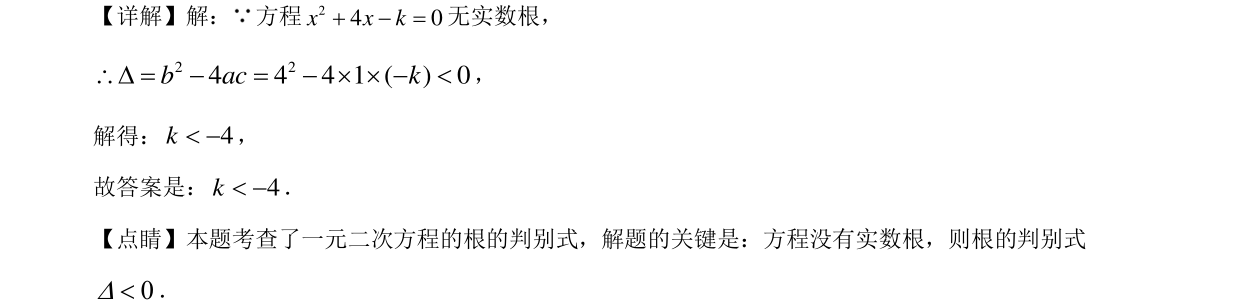 【详解】解：∵方程 x² + 4x − k = 0 无实数根，
∴Δ = b² − 4ac = 4² − 4×1×(−k) < 0，
解得： k < −4，
故答案是： k < −4．
【点睛】本题考查了一元二次方程的根的判别式，解题的关键是：方程没有实数根，则根的判别式
Δ < 0．